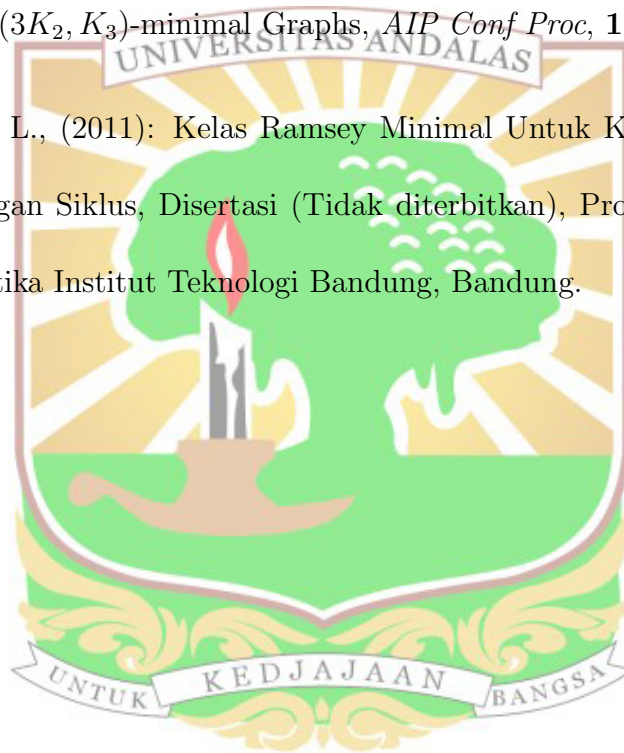 (3K₂, K₃)-minimal Graphs, AIP Conf Proc, 1
UNIVERSITAS ANDALAS
L., (2011): Kelas Ramsey Minimal Untuk K
gan Siklus, Disertasi (Tidak diterbitkan), Pro
tika Institut Teknologi Bandung, Bandung.
UNTUK KEDJAJAAN BANGSA